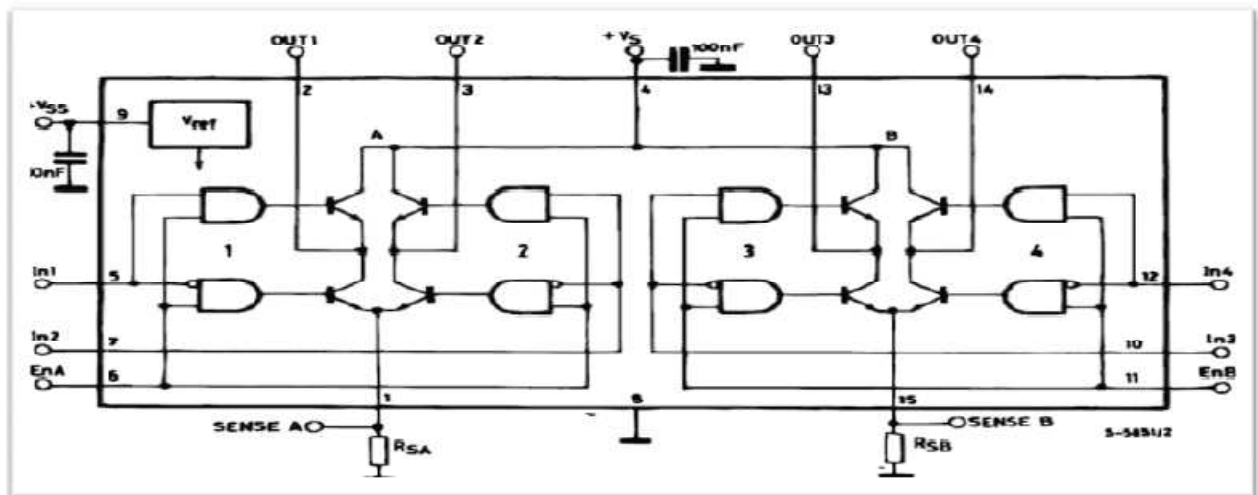 OUT1 OUT2 +VS 100nF OUT3 OUT4
2 3 4 13 14
+VSS 9 Vref A B
0nF
1 2 3 4
In1 5 12 In4
In2 7 10 In3
EnA 6 11 EnB
1 8 15
SENSE A SENSE B
RSA RSB
S-5851/2